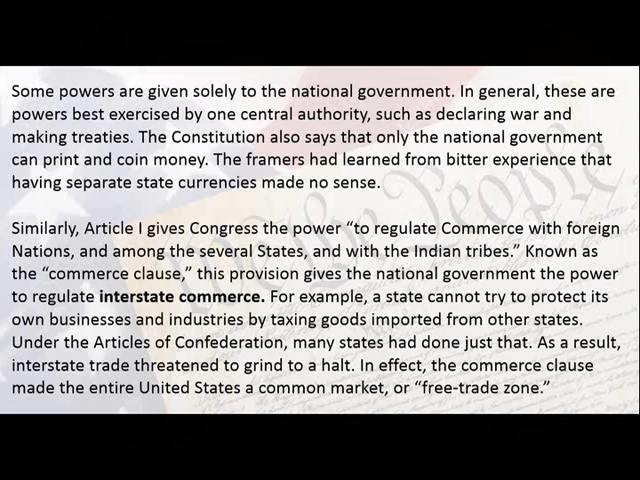 Some powers are given solely to the national government. In general, these are
powers best exercised by one central authority, such as declaring war and
making treaties. The Constitution also says that only the national government
can print and coin money. The framers had learned from bitter experience that
having separate state currencies made no sense.
Similarly, Article I gives Congress the power “to regulate Commerce with foreign
Nations, and among the several States, and with the Indian tribes.” Known as
the “commerce clause,” this provision gives the national government the power
to regulate interstate commerce. For example, a state cannot try to protect its
own businesses and industries by taxing goods imported from other states.
Under the Articles of Confederation, many states had done just that. As a result,
interstate trade threatened to grind to a halt. In effect, the commerce clause
made the entire United States a common market, or “free-trade zone.”
We the People